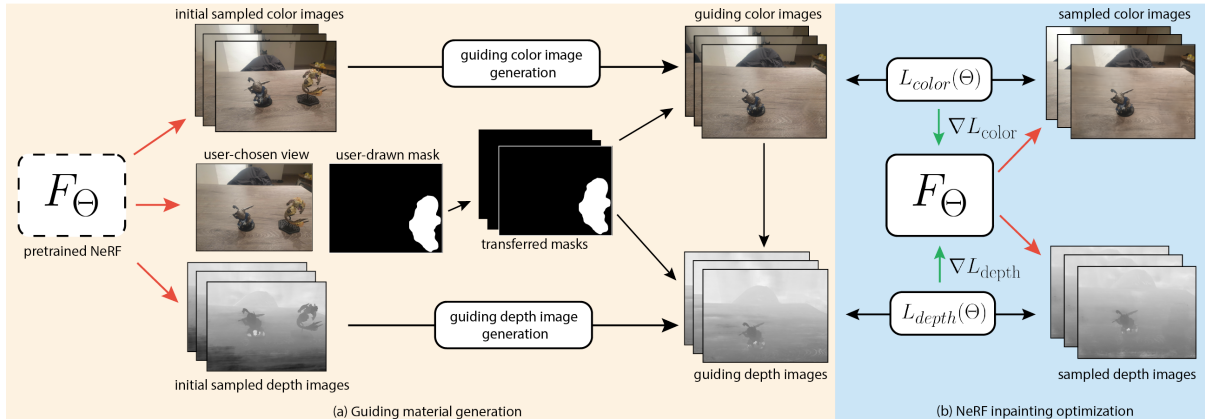 initial sampled color images
guiding color image
generation
guiding color images
sampled color images
L_color(Θ)
∇L_color
user-chosen view
user-drawn mask
F_Θ
pretrained NeRF
transferred masks
F_Θ
∇L_depth
guiding depth image
generation
L_depth(Θ)
initial sampled depth images
guiding depth images
sampled depth images
(a) Guiding material generation
(b) NeRF inpainting optimization